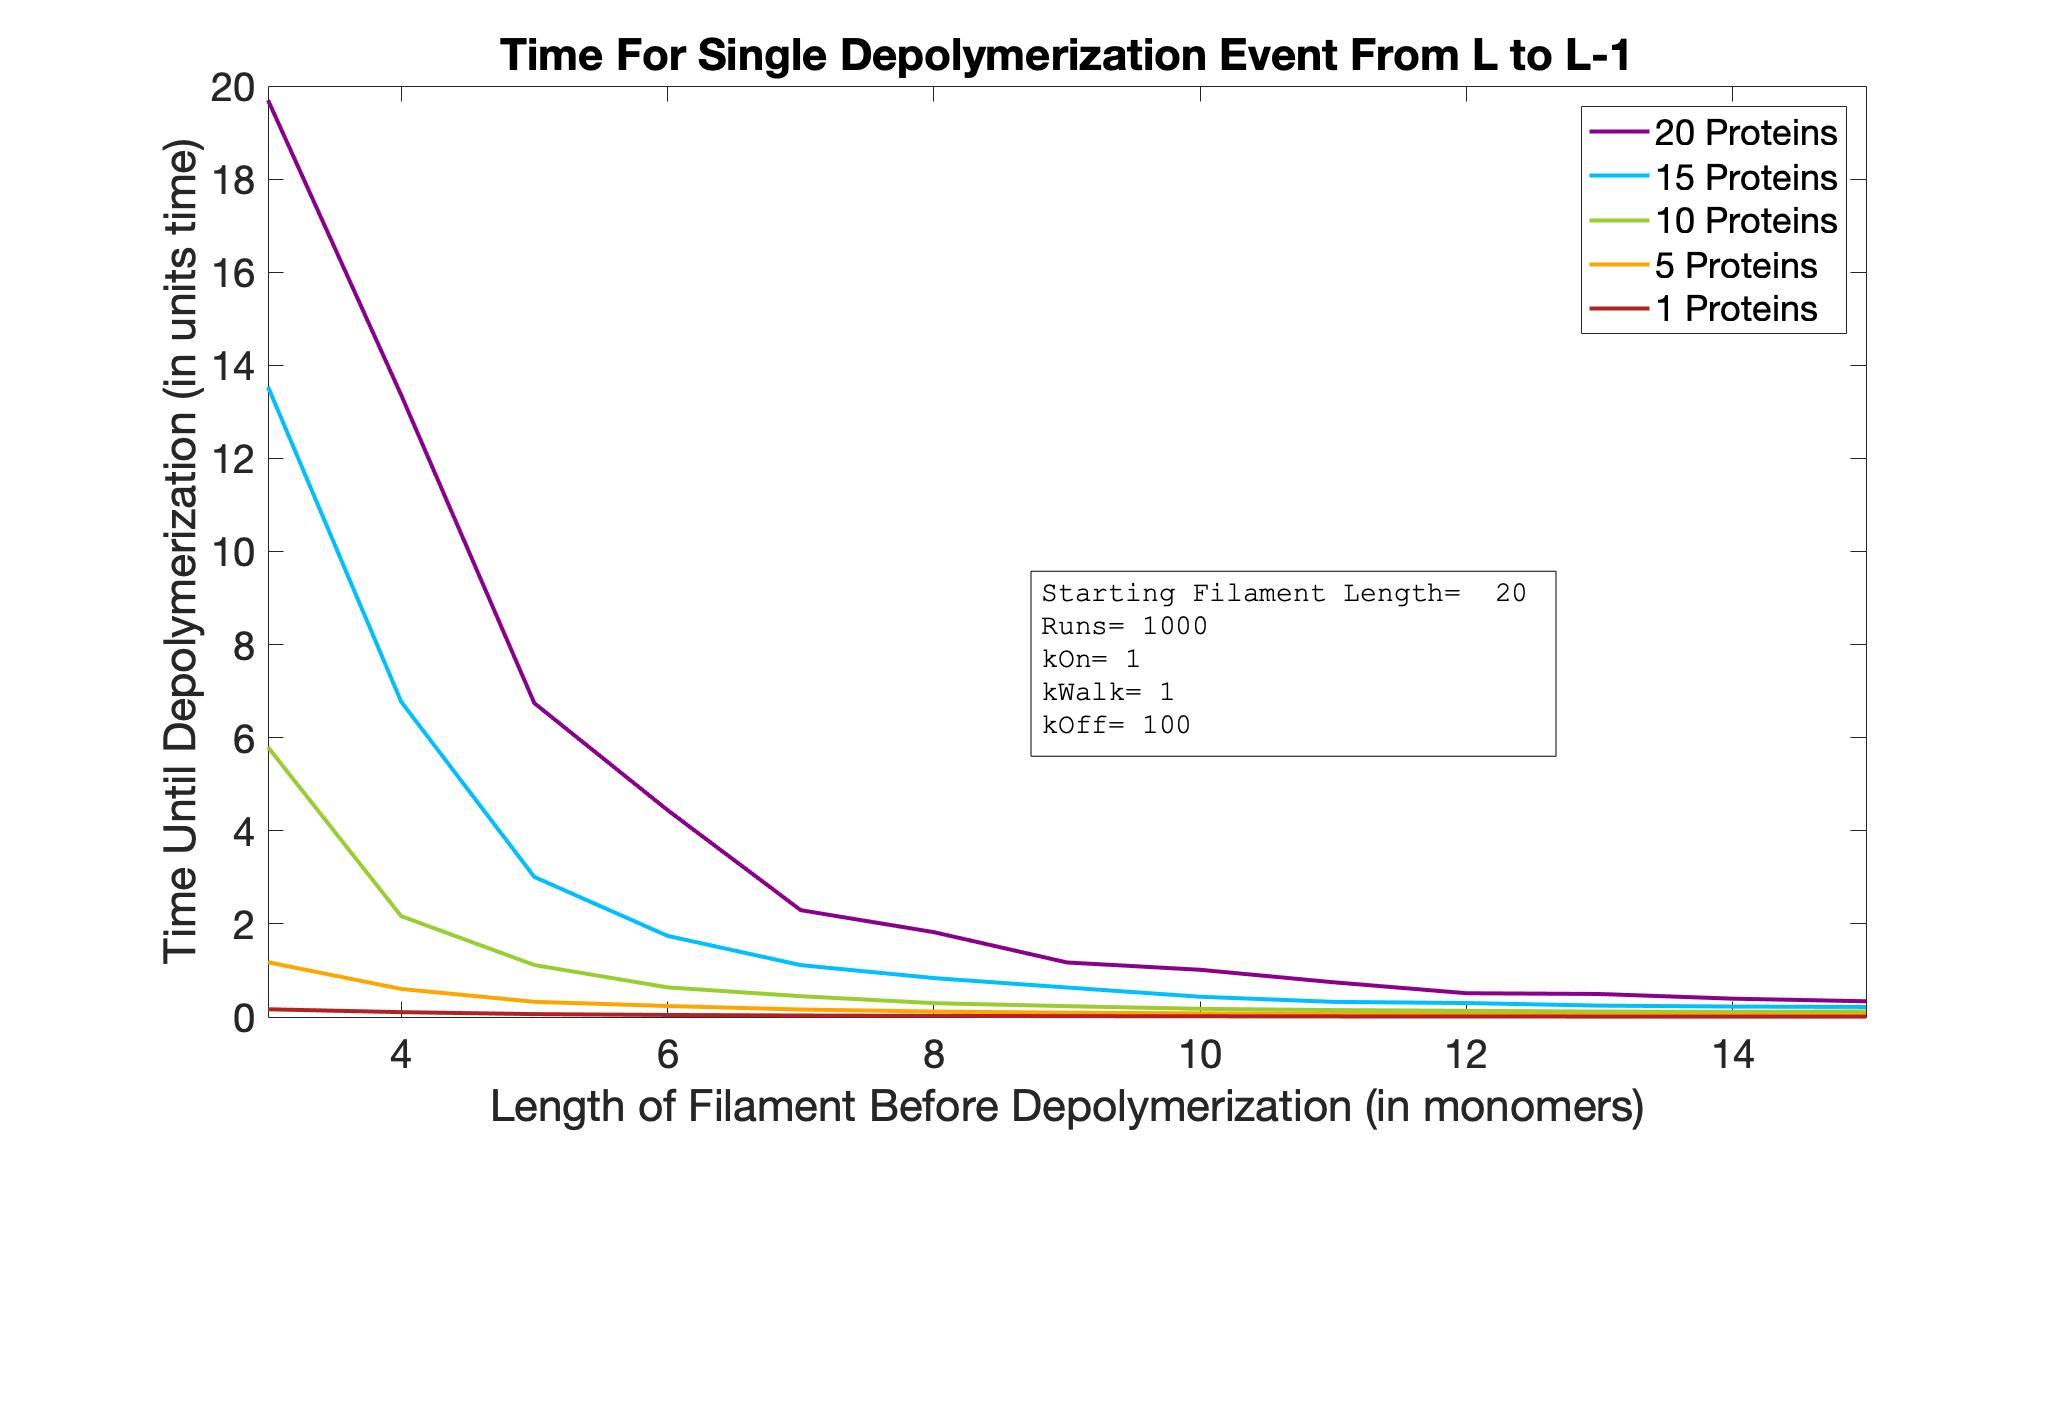 Time For Single Depolymerization Event From L to L-1
Time Until Depolymerization (in units time)
20
18
16
14
12
10
8
6
4
2
0
20 Proteins
15 Proteins
10 Proteins
5 Proteins
1 Proteins
Starting Filament Length= 20
Runs= 1000
kOn= 1
kWalk= 1
kOff= 100
4 6 8 10 12 14
Length of Filament Before Depolymerization (in monomers)